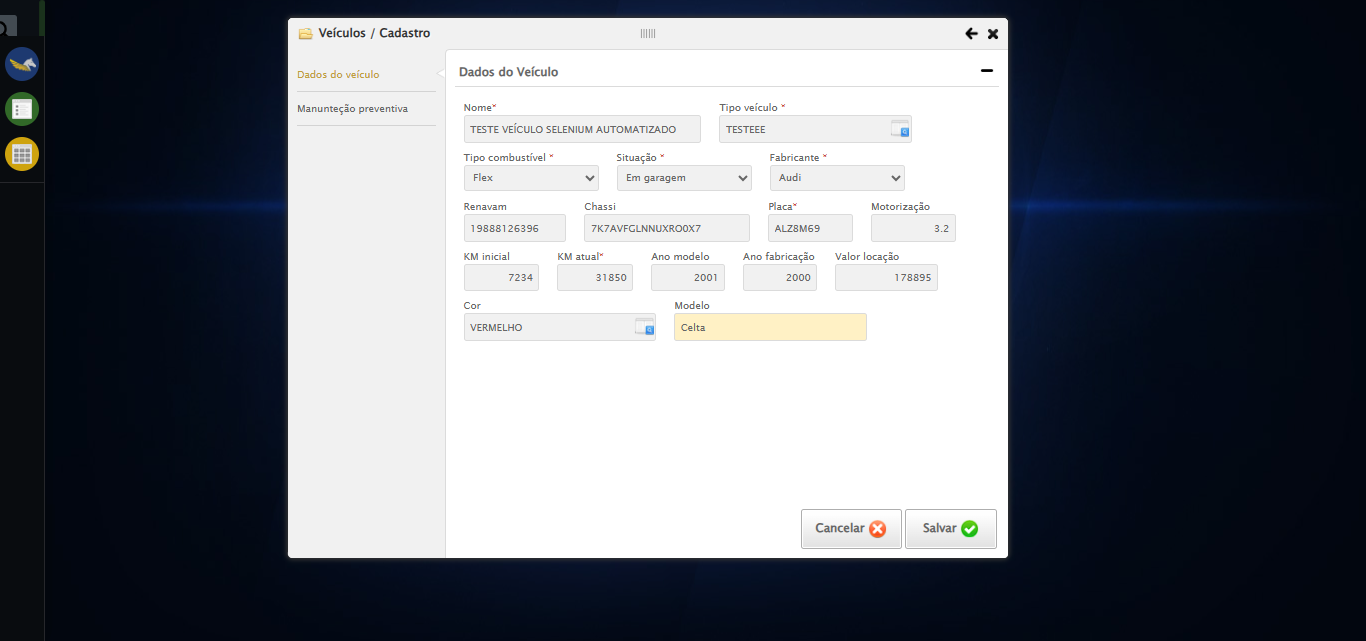 Veículos / Cadastro
Dados do veículo
Manunteção preventiva
Dados do Veículo
Nome* Tipo veículo *
TESTE VEÍCULO SELENIUM AUTOMATIZADO TESTEEE
Tipo combustível * Situação * Fabricante *
Flex Em garagem Audi
Renavam Chassi Placa* Motorização
19888126396 7K7AVFGLNNUXRO0X7 ALZ8M69 3.2
KM inicial KM atual* Ano modelo Ano fabricação Valor locação
7234 31850 2001 2000 178895
Cor Modelo
VERMELHO Celta
Cancelar Salvar